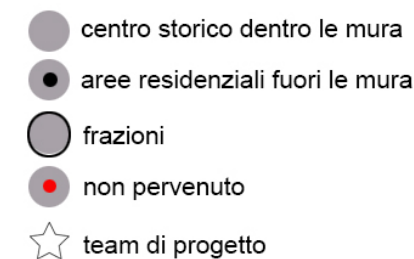 centro storico dentro le mura
aree residenziali fuori le mura
frazioni
non pervenuto
team di progetto